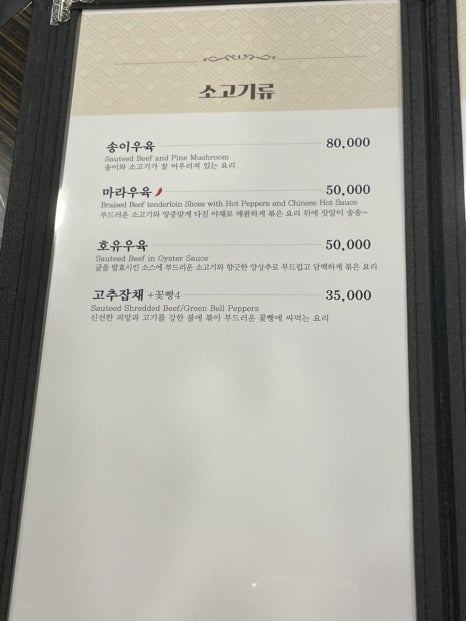 소고기류
송이우육 80,000
Sauteed Beef and Pine Mushroom
송이와 소고기가 잘 어우러져 있는 요리
마라우육 50,000
Braised Beef tenderloin Slices with Hot Peppers and Chinese Hot Sauce
부드러운 소고기와 앙증맞게 다진 야채로 매콤하게 볶은 요리 위에 잣알이 송송~
호유우육 50,000
Sauteed Beef in Oyster Sauce
굴을 발효시킨 소스에 부드러운 소고기와 향긋한 양상추로 부드럽고 담백하게 볶은 요리
고추잡채 +꽃빵4 35,000
Sauteed Shredded Beef/Green Bell Peppers
신선한 피망과 고기를 강한 불에 볶아 부드러운 꽃빵에 싸먹는 요리